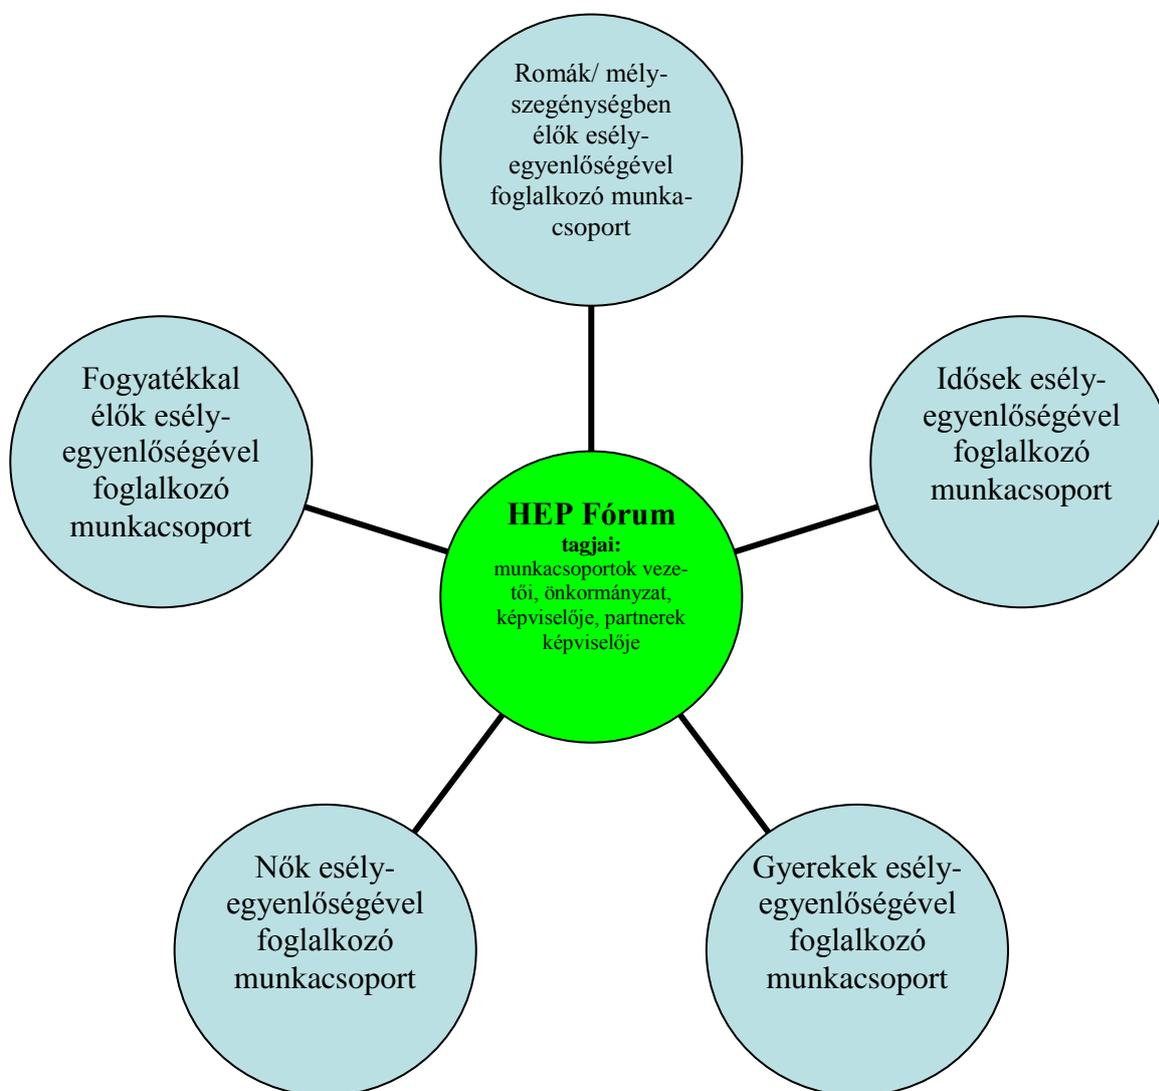 Romák/ mély-
szegénységben
élők esély-
egyenlőségével
foglalkozó munka-
csoport
Fogyatékkal
élők esély-
egyenlőségével
foglalkozó
munkacsoport
Idősek esély-
egyenlőségével
foglalkozó
munkacsoport
HEP Fórum
tagjai:
munkacsoportok veze-
tői, önkormányzat,
képviselője, partnerek
képviselője
Nők esély-
egyenlőségével
foglalkozó
munkacsoport
Gyerekek esély-
egyenlőségével
foglalkozó
munkacsoport